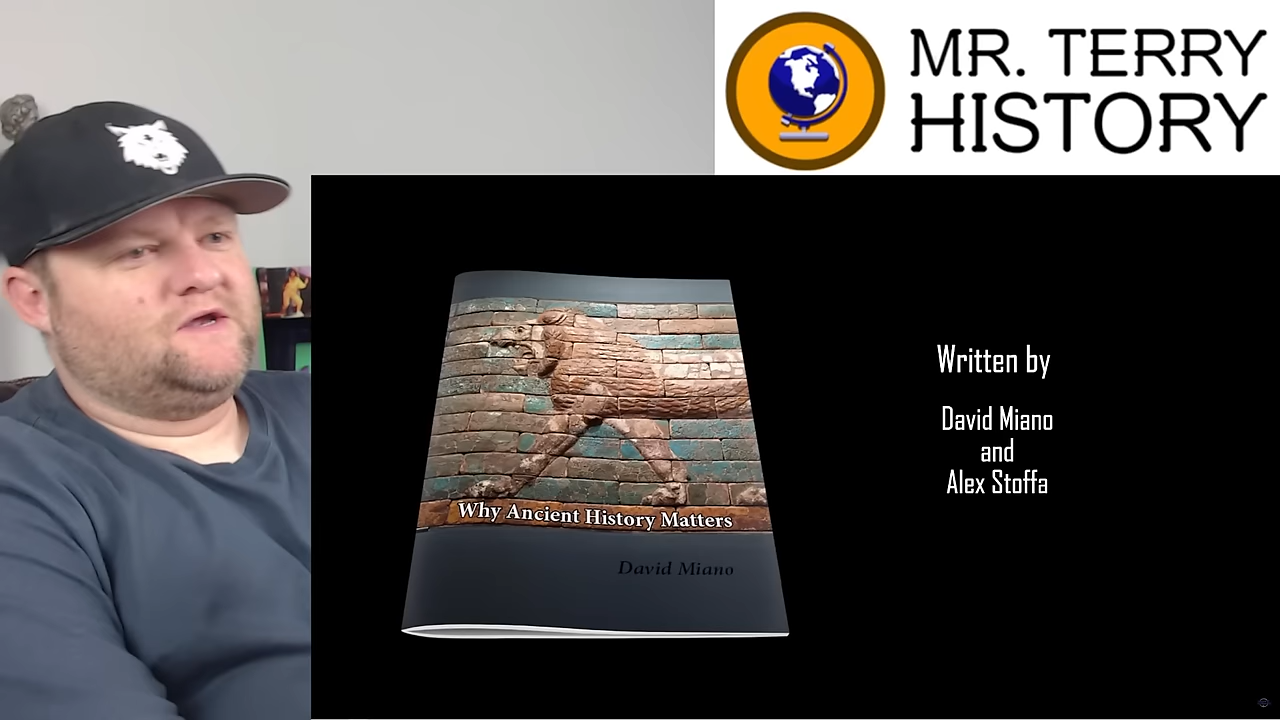 MR. TERRY
HISTORY
Written by
David Miano
and
Alex Stoffa
Why Ancient History Matters
David Miano